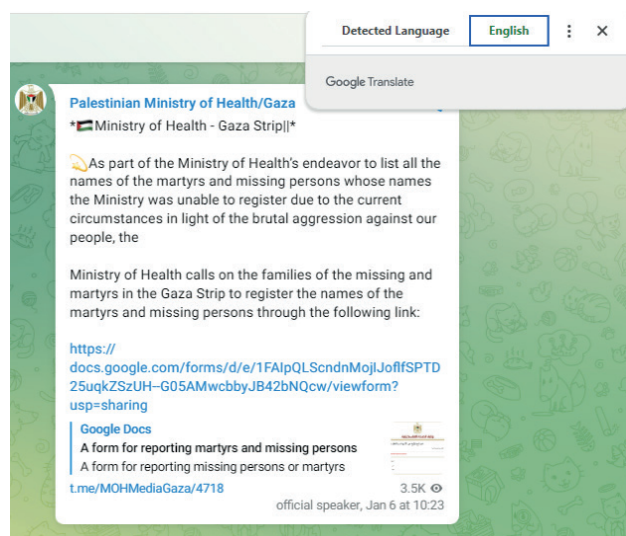 Detected Language English
Google Translate
Palestinian Ministry of Health/Gaza
*🇵🇸Ministry of Health - Gaza Strip||*
💫As part of the Ministry of Health's endeavor to list all the
names of the martyrs and missing persons whose names
the Ministry was unable to register due to the current
circumstances in light of the brutal aggression against our
people, the
Ministry of Health calls on the families of the missing and
martyrs in the Gaza Strip to register the names of the
martyrs and missing persons through the following link:
https://
docs.google.com/forms/d/e/1FAIpQLScndnMojIJoflfSPTD
25uqkZSzUH--G05AMwcbbyJB42bNQcw/viewform?
usp=sharing
Google Docs
A form for reporting martyrs and missing persons
A form for reporting missing persons or martyrs
t.me/MOHMediaGaza/4718
3.5K
official speaker, Jan 6 at 10:23